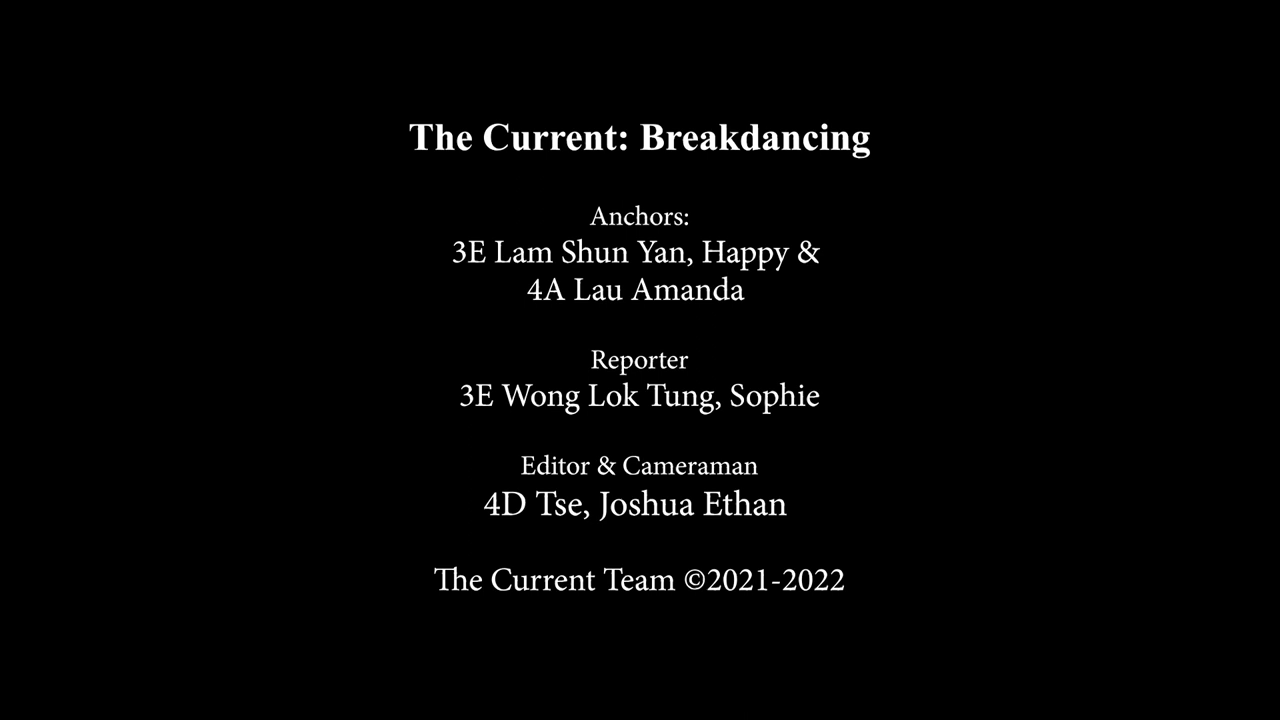 The Current: Breakdancing
Anchors:
3E Lam Shun Yan, Happy &
4A Lau Amanda
Reporter
3E Wong Lok Tung, Sophie
Editor & Cameraman
4D Tse, Joshua Ethan
The Current Team ©2021-2022